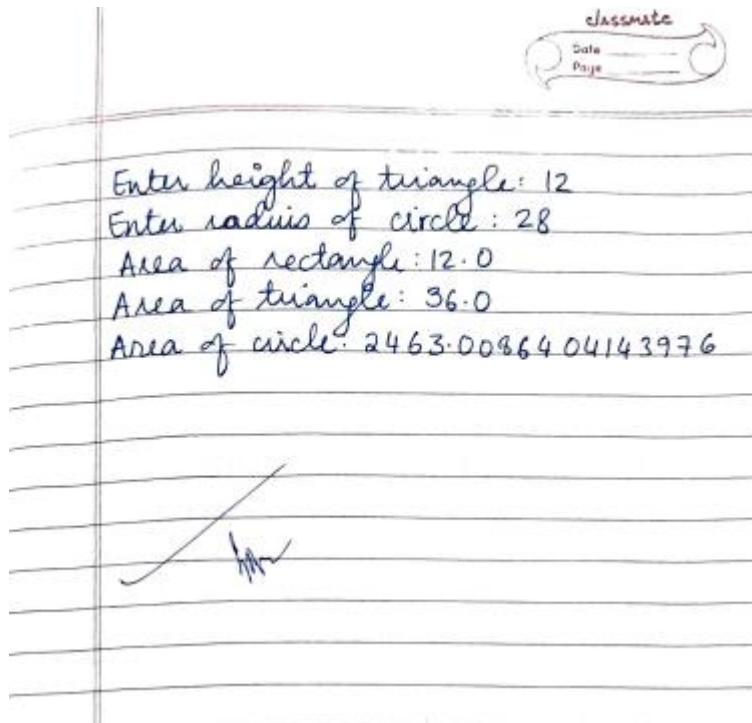 classmate
Date
Page
Enter height of triangle: 12
Enter radius of circle: 28
Area of rectangle: 12.0
Area of triangle: 36.0
Area of circle: 2463.0086404143976